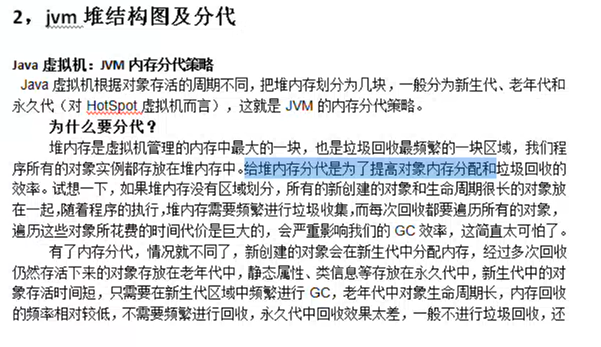 2，jvm 堆结构图及分代
Java 虚拟机：JVM 内存分代策略
Java 虚拟机根据对象存活的周期不同，把堆内存划分为几块，一般分为新生代、老年代和
永久代（对 HotSpot 虚拟机而言），这就是 JVM 的内存分代策略。
为什么要分代？
堆内存是虚拟机管理的内存中最大的一块，也是垃圾回收最频繁的一块区域，我们程
序所有的对象实例都存放在堆内存中。给堆内存分代是为了提高对象内存分配和垃圾回收的
效率。试想一下，如果堆内存没有区域划分，所有的新创建的对象和生命周期很长的对象放
在一起，随着程序的执行，堆内存需要频繁进行垃圾收集，而每次回收都要遍历所有的对象，
遍历这些对象所花费的时间代价是巨大的，会严重影响我们的 GC 效率，这简直太可怕了。
有了内存分代，情况就不同了，新创建的对象会在新生代中分配内存，经过多次回收
仍然存活下来的对象存放在老年代中，静态属性、类信息等存放在永久代中，新生代中的对
象存活时间短，只需要在新生代区域中频繁进行 GC，老年代中对象生命周期长，内存回收
的频率相对较低，不需要频繁进行回收，永久代中回收效果太差，一般不进行垃圾回收，还